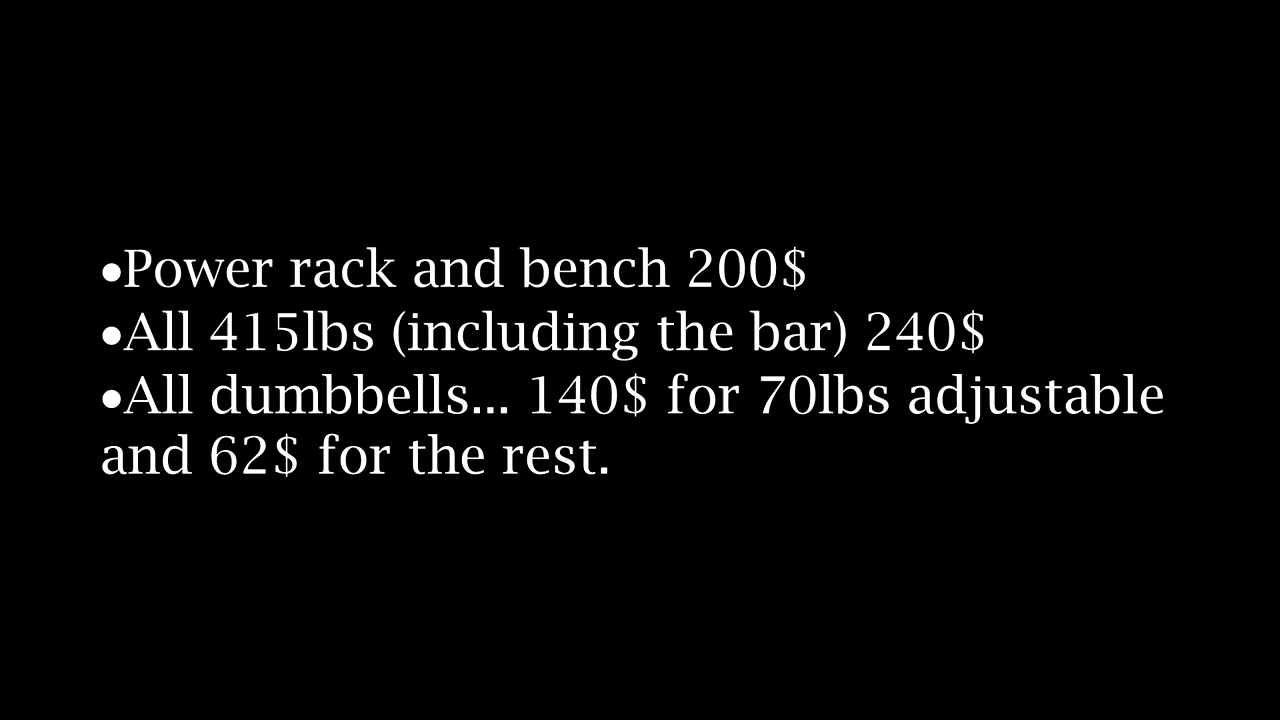 •Power rack and bench 200$
•All 415lbs (including the bar) 240$
•All dumbbells... 140$ for 70lbs adjustable
and 62$ for the rest.